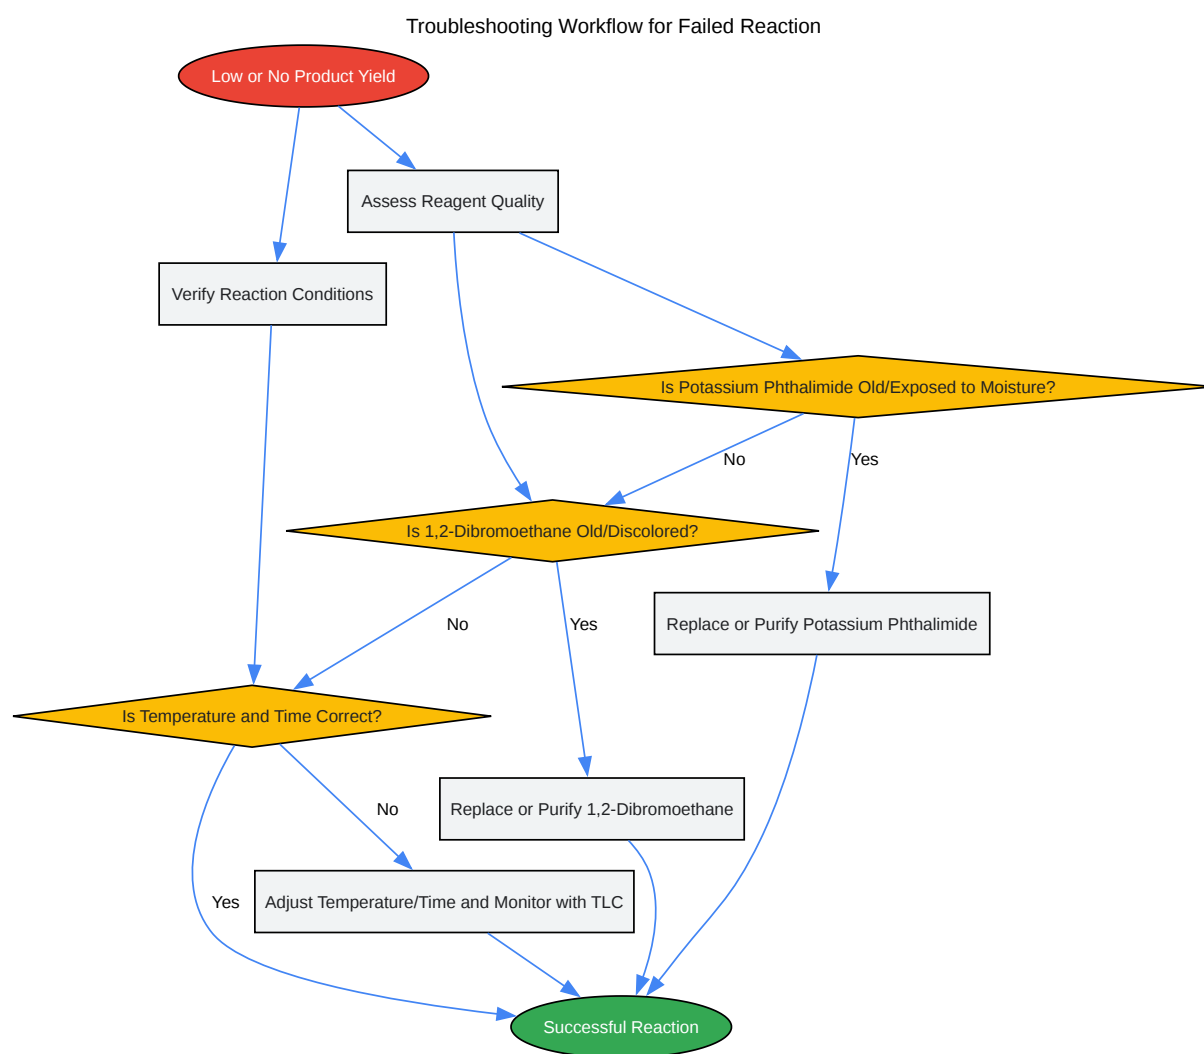 Troubleshooting Workflow for Failed Reaction
Low or No Product Yield
Assess Reagent Quality
Verify Reaction Conditions
Is Potassium Phthalimide Old/Exposed to Moisture?
No
Yes
Is 1,2-Dibromoethane Old/Discolored?
No
Yes
Replace or Purify Potassium Phthalimide
Is Temperature and Time Correct?
No
Replace or Purify 1,2-Dibromoethane
Yes
Adjust Temperature/Time and Monitor with TLC
Successful Reaction